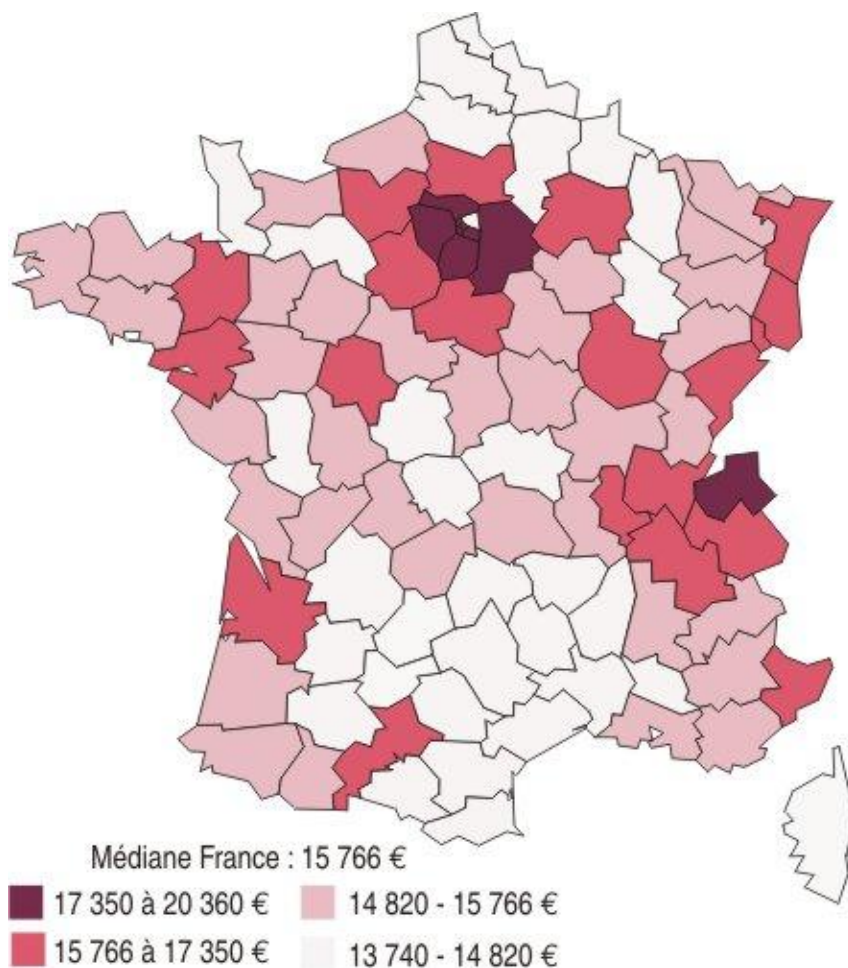 Médiane France : 15 766 €
17 350 à 20 360 €
14 820 - 15 766 €
15 766 à 17 350 €
13 740 - 14 820 €